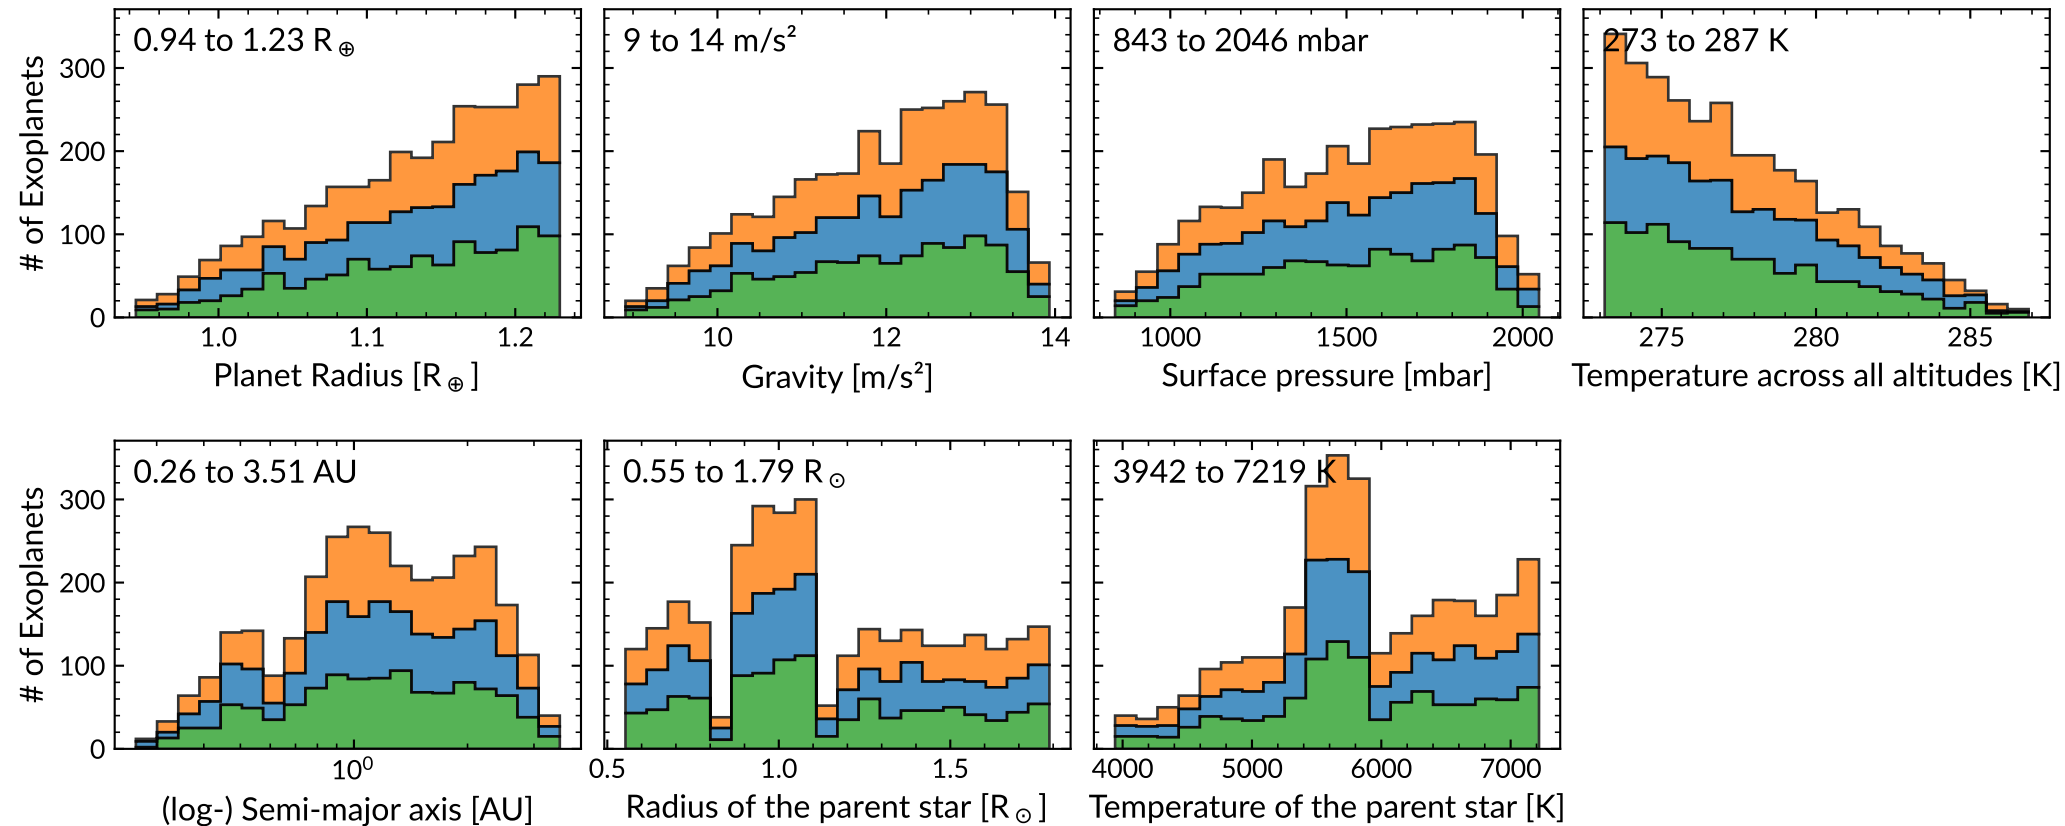 0.94 to 1.23 R⊕
# of Exoplanets
300
200
100
0
1.0 1.1 1.2
Planet Radius [R⊕]
9 to 14 m/s²
10 12 14
Gravity [m/s²]
843 to 2046 mbar
1000 1500 2000
Surface pressure [mbar]
273 to 287 K
275 280 285
Temperature across all altitudes [K]
0.26 to 3.51 AU
# of Exoplanets
300
200
100
0
10⁰
(log-) Semi-major axis [AU]
0.55 to 1.79 R⊙
0.5 1.0 1.5
Radius of the parent star [R⊙]
3942 to 7219 K
4000 5000 6000 7000
Temperature of the parent star [K]